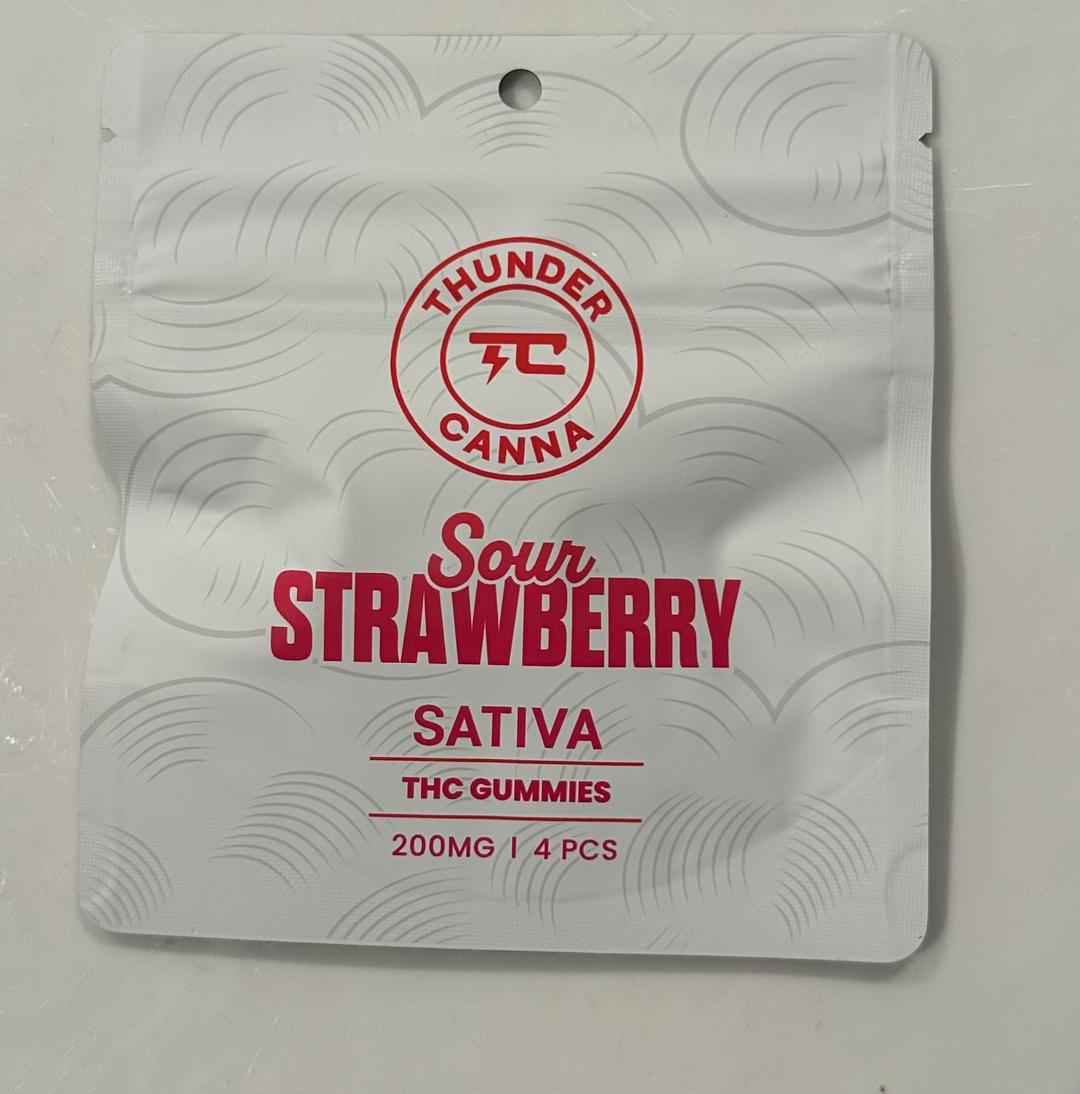 THUNDER
TC
CANNA
Sour
STRAWBERRY
SATIVA
THC GUMMIES
200MG | 4 PCS